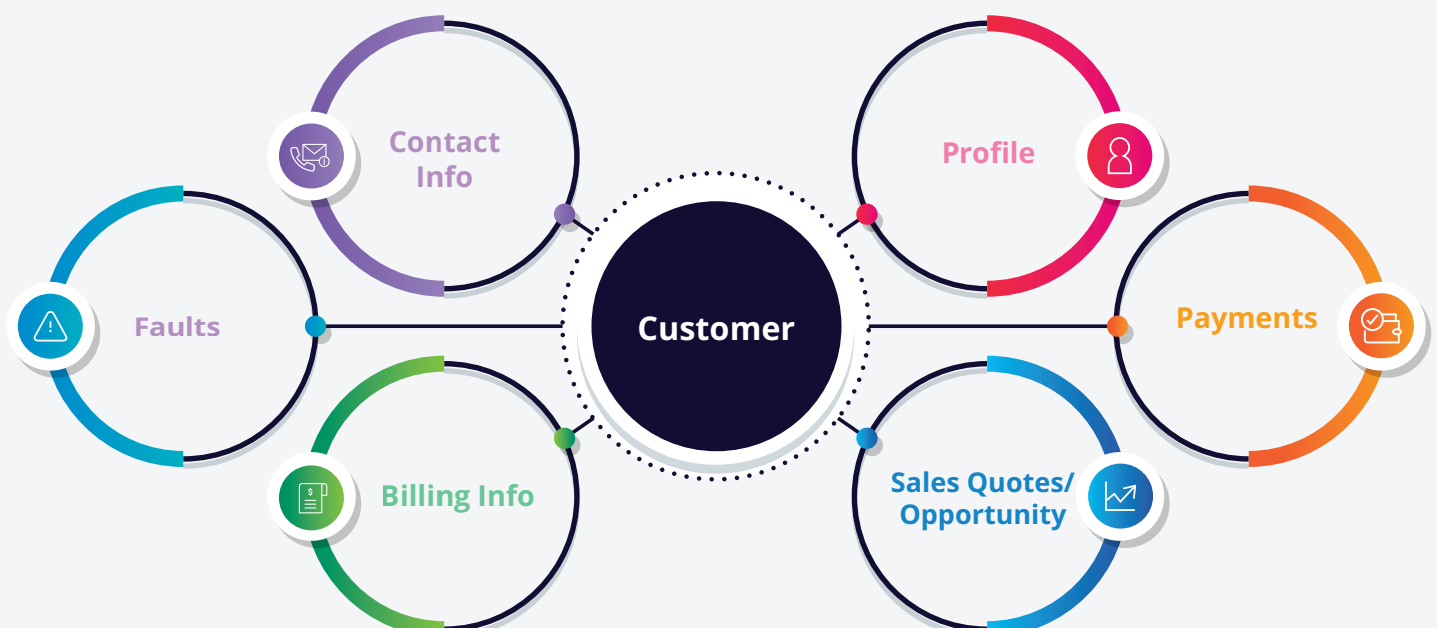 Contact
Info
Profile
Faults
Customer
Payments
Billing Info
Sales Quotes/
Opportunity